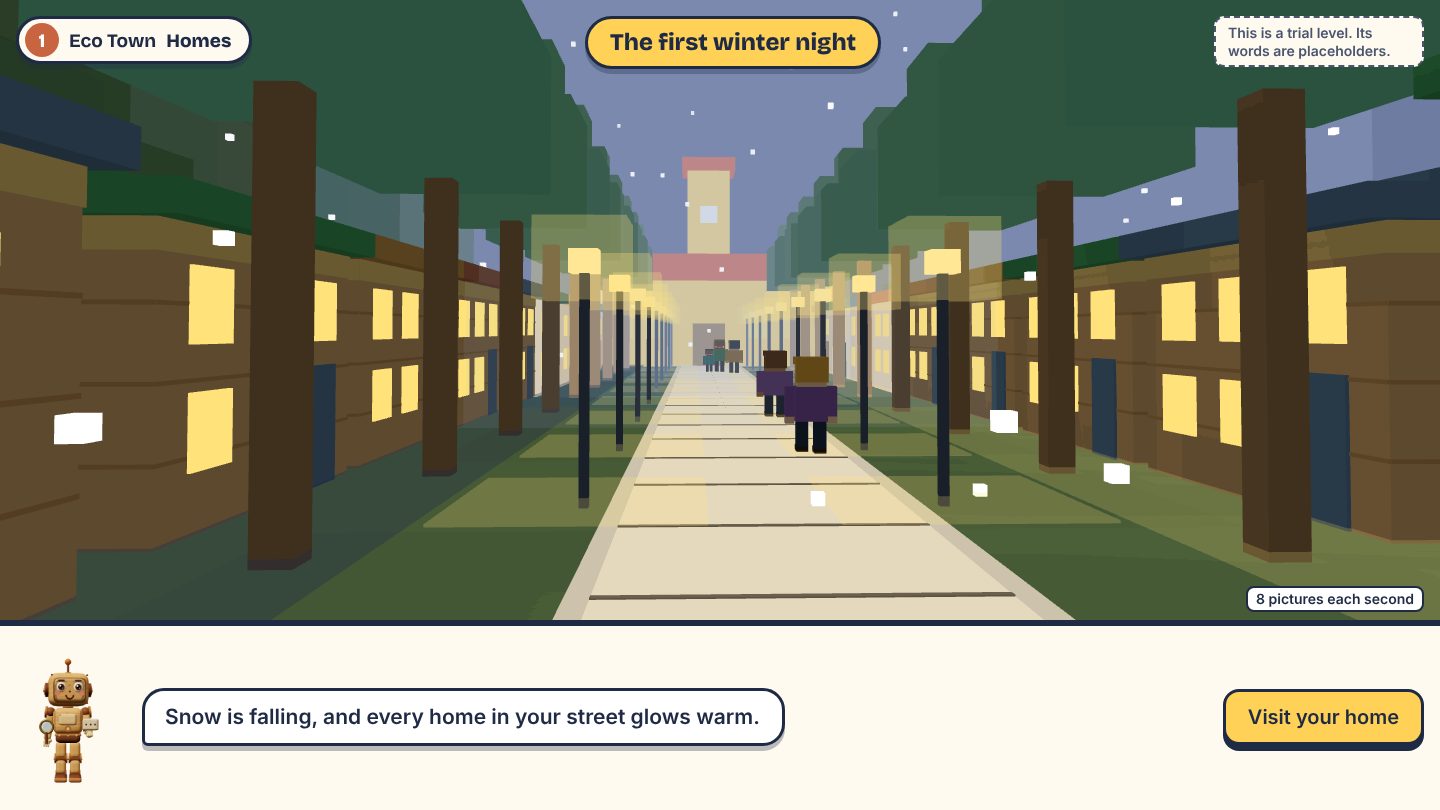 1 Eco Town Homes
The first winter night
This is a trial level. Its
words are placeholders.
8 pictures each second
Snow is falling, and every home in your street glows warm.
Visit your home